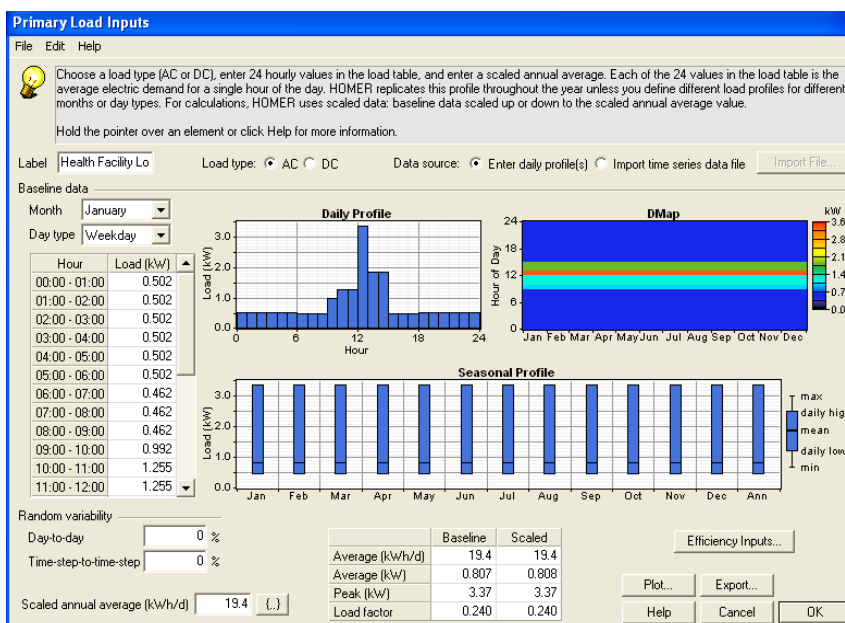 Primary Load Inputs
File Edit Help
Choose a load type (AC or DC), enter 24 hourly values in the load table, and enter a scaled annual average. Each of the 24 values in the load table is the
average electric demand for a single hour of the day. HOMER replicates this profile throughout the year unless you define different load profiles for different
months or day types. For calculations, HOMER uses scaled data: baseline data scaled up or down to the scaled annual average value.
Hold the pointer over an element or click Help for more information.
Label Health Facility Lo Load type: AC DC Data source: Enter daily profile(s) Import time series data file Import File...
Baseline data
Month January
Day type Weekday
Hour Load (kW)
00:00 - 01:00 0.502
01:00 - 02:00 0.502
02:00 - 03:00 0.502
03:00 - 04:00 0.502
04:00 - 05:00 0.502
05:00 - 06:00 0.502
06:00 - 07:00 0.462
07:00 - 08:00 0.462
08:00 - 09:00 0.462
09:00 - 10:00 0.992
10:00 - 11:00 1.255
11:00 - 12:00 1.255
Daily Profile
Load (kW)
3.0
2.0
1.0
0.0
0 6 12 18 24
Hour
DMap
Hour of Day
24
18
12
6
0
Jan Feb Mar Apr May Jun Jul Aug Sep Oct Nov Dec
kW
3.6
2.8
2.1
1.4
0.7
0.0
Seasonal Profile
Load (kW)
3.0
2.0
1.0
0.0
Jan Feb Mar Apr May Jun Jul Aug Sep Oct Nov Dec Ann
max
daily hig
mean
daily low
min
Random variability
Day-to-day 0 %
Time-step-to-time-step 0 %
Scaled annual average (kWh/d) 19.4 {..}
Baseline Scaled
Average (kWh/d) 19.4 19.4
Average (kW) 0.807 0.808
Peak (kW) 3.37 3.37
Load factor 0.240 0.240
Efficiency Inputs...
Plot... Export...
Help Cancel OK